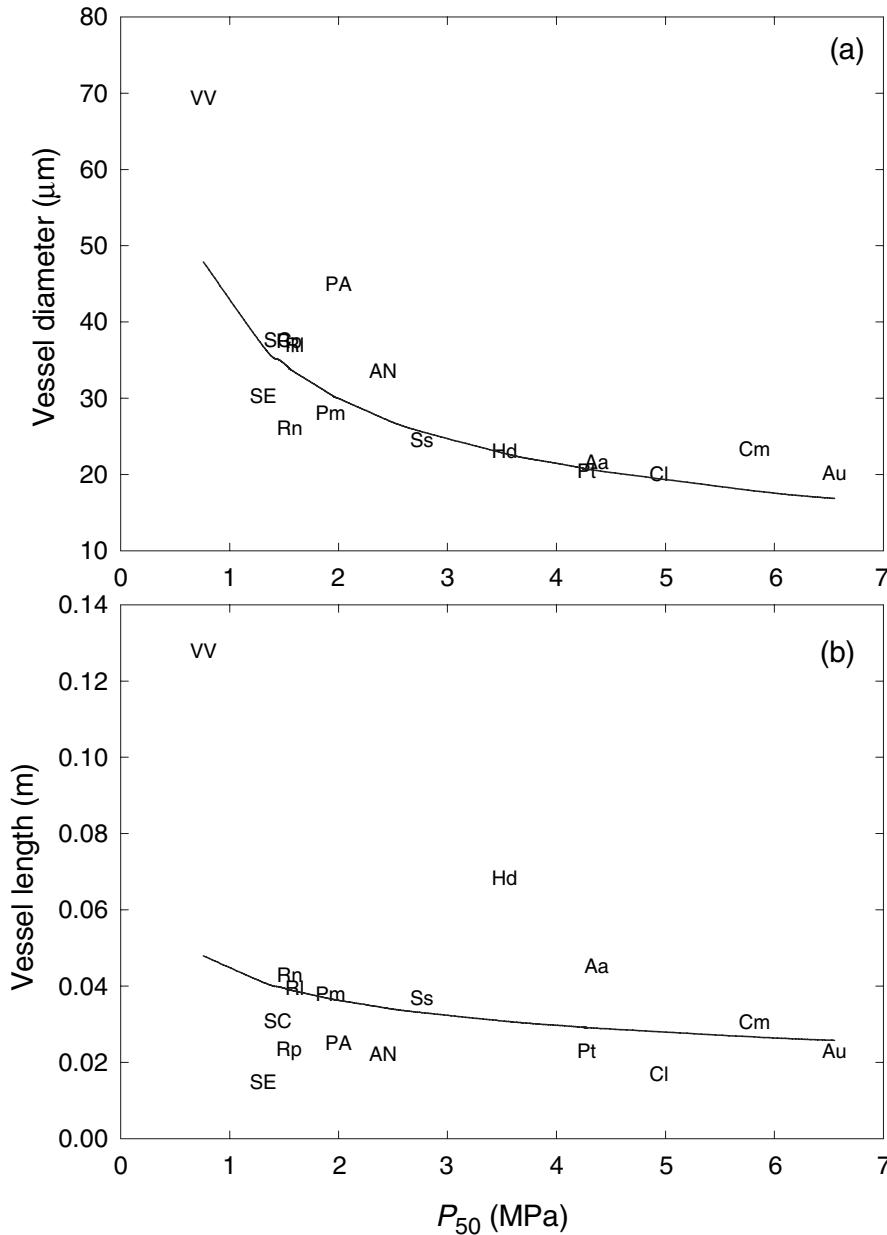 80
(a)
VV
70
60
50
PA
40
SC
Rp
Rl
AN
SE
30
Pm
Rn
Ss
Hd
Aa
Cm
Pt
Cl
Au
20
10
Vessel diameter (μm)
0 1 2 3 4 5 6 7
0.14
(b)
VV
0.12
0.10
0.08
Hd
0.06
Aa
Rn
Rl
Pm
Ss
0.04
SC
Cm
Rp
PA
AN
Pt
Au
0.02
Cl
SE
0.00
Vessel length (m)
0 1 2 3 4 5 6 7
P50 (MPa)